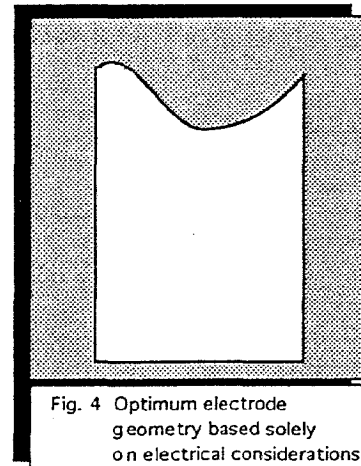 Fig. 4 Optimum electrode
geometry based solely
on electrical considerations